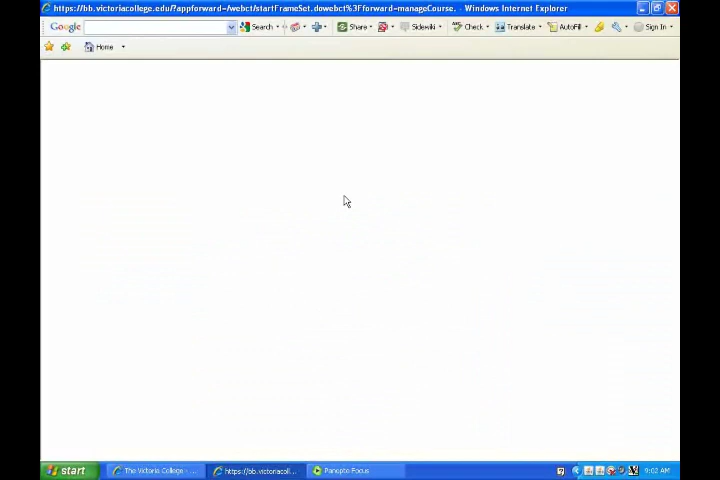 https://bb.victoriacollege.edu/?appforward=/webct/startFrameSet.dowebct%3Fforward=manageCourse. - Windows Internet Explorer
Google Search Share Sidewiki Check Translate AutoFill Sign In
Home
start The Victoria College - ... https://bb.victoriacoll... Panopto Focus 9:02 AM